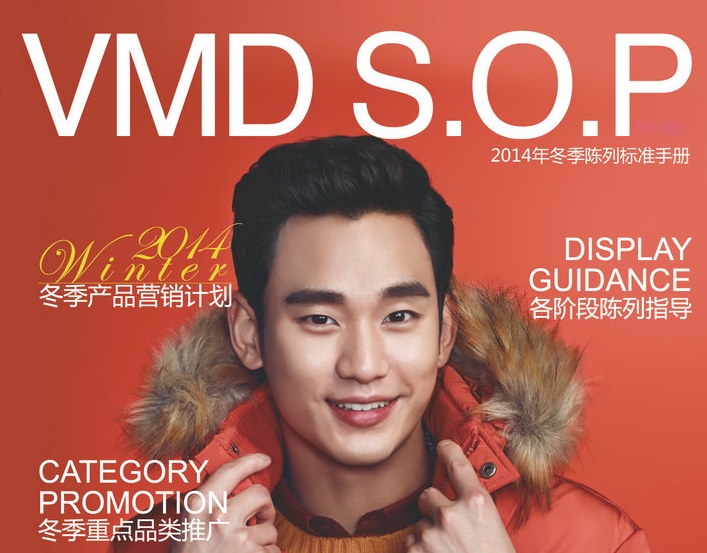 VMD S.O.P
2014年冬季陈列标准手册
2014
Winter
冬季产品营销计划
DISPLAY
GUIDANCE
各阶段陈列指导
CATEGORY
PROMOTION
冬季重点品类推广